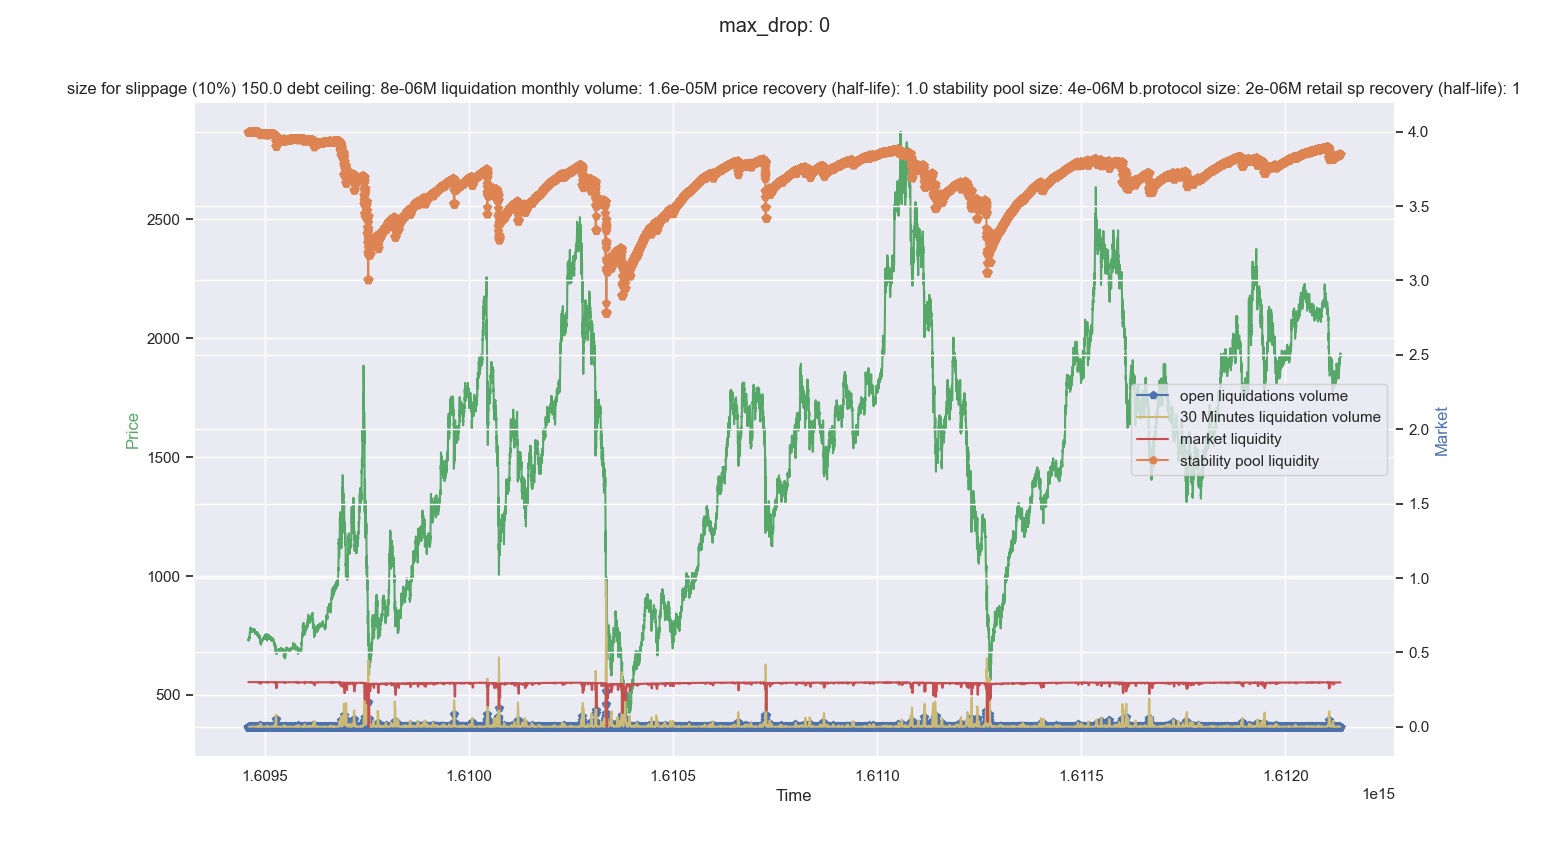 max_drop: 0
size for slippage (10%) 150.0 debt ceiling: 8e-06M liquidation monthly volume: 1.6e-05M price recovery (half-life): 1.0 stability pool size: 4e-06M b.protocol size: 2e-06M retail sp recovery (half-life): 1
4.0
3.5
3.0
2.5
2.0
1.5
1.0
0.5
0.0
2500
2000
1500
1000
500
Price
Market
open liquidations volume
30 Minutes liquidation volume
market liquidity
stability pool liquidity
1.6095 1.6100 1.6105 1.6110 1.6115 1.6120
Time
1e15